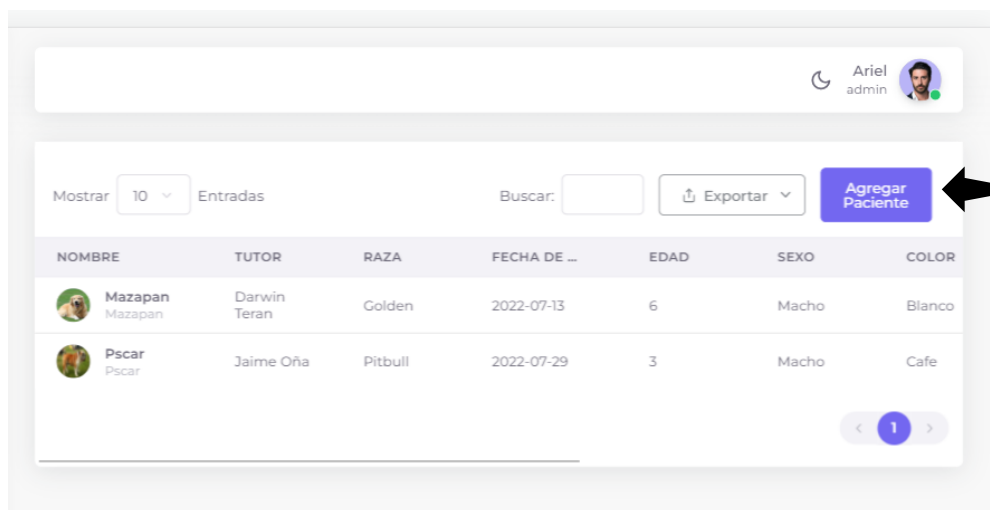 Ariel
admin
Mostrar 10 Entradas Buscar: Exportar Agregar Paciente
NOMBRE TUTOR RAZA FECHA DE ... EDAD SEXO COLOR
Mazapan Darwin Teran Golden 2022-07-13 6 Macho Blanco
Mazapan
Pscar Jaime Oña Pitbull 2022-07-29 3 Macho Cafe
Pscar
1